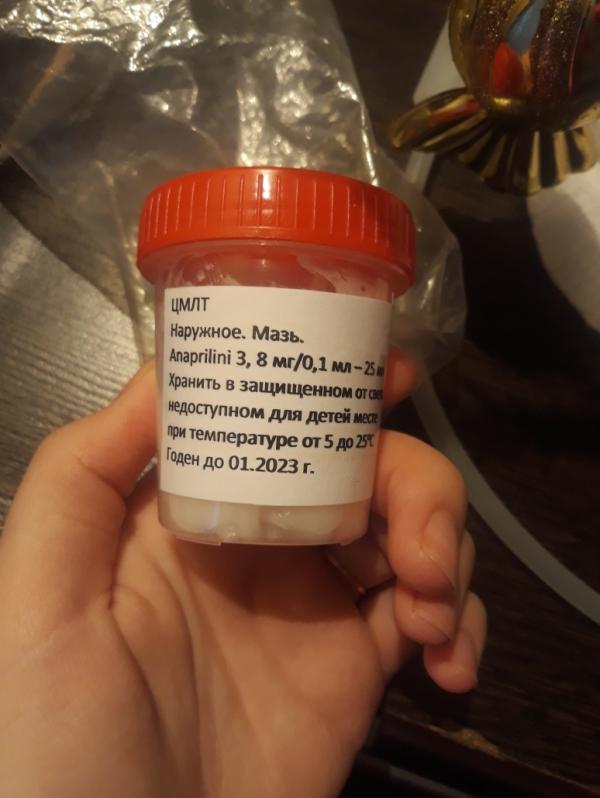 ЦМЛТ
Наружное. Мазь.
Anaprilini 3, 8 мг/0,1 мл – 25
Хранить в защищенном от
недоступном для детей месте
при температуре от 5 до 25°С
Годен до 01.2023 г.